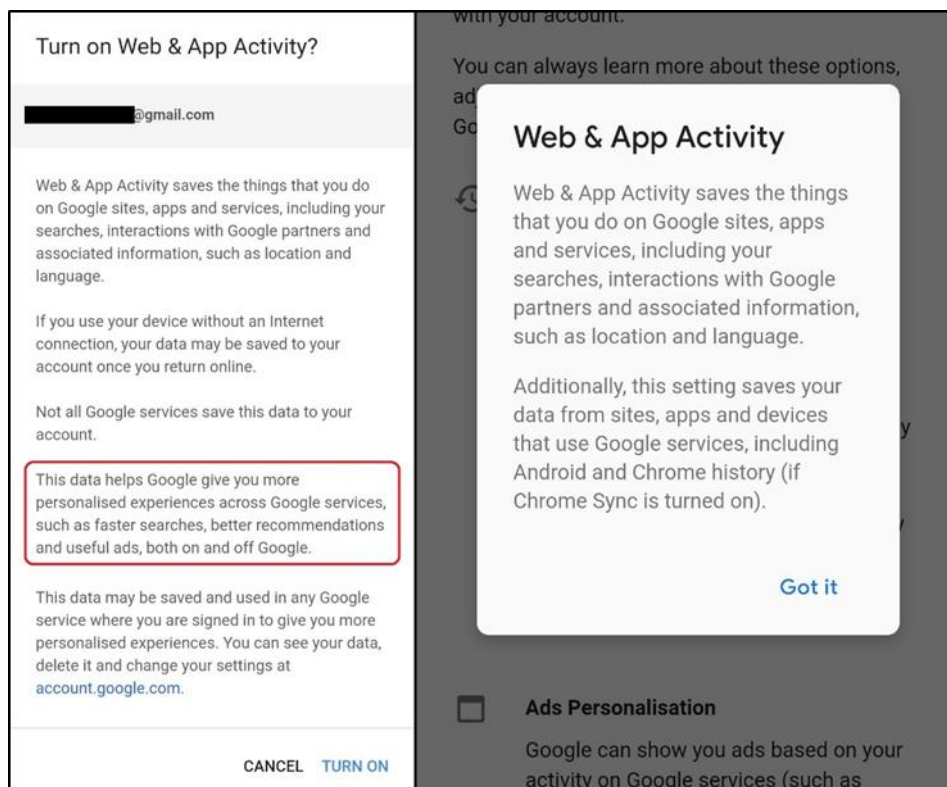 Turn on Web & App Activity?
@gmail.com
Web & App Activity saves the things that you do
on Google sites, apps and services, including your
searches, interactions with Google partners and
associated information, such as location and
language.
If you use your device without an Internet
connection, your data may be saved to your
account once you return online.
Not all Google services save this data to your
account.
This data helps Google give you more
personalised experiences across Google services,
such as faster searches, better recommendations
and useful ads, both on and off Google.
This data may be saved and used in any Google
service where you are signed in to give you more
personalised experiences. You can see your data,
delete it and change your settings at
account.google.com.
CANCEL TURN ON
with your account.
You can always learn more about these options,
Web & App Activity
Web & App Activity saves the things
that you do on Google sites, apps
and services, including your
searches, interactions with Google
partners and associated information,
such as location and language.
Additionally, this setting saves your
data from sites, apps and devices
that use Google services, including
Android and Chrome history (if
Chrome Sync is turned on).
Got it
Ads Personalisation
Google can show you ads based on your
activity on Google services (such as